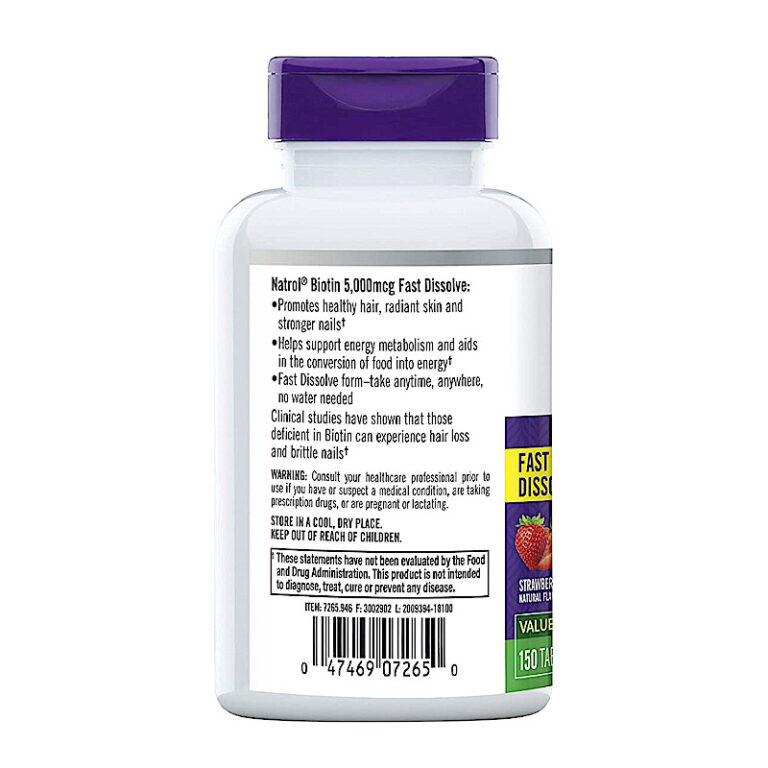 Natrol® Biotin 5,000mcg Fast Dissolve:
•Promotes healthy hair, radiant skin and
stronger nails†
•Helps support energy metabolism and aids
in the conversion of food into energy†
•Fast Dissolve form–take anytime, anywhere,
no water needed
Clinical studies have shown that those
deficient in Biotin can experience hair loss
and brittle nails†
WARNING: Consult your healthcare professional prior to
use if you have or suspect a medical condition, are taking
prescription drugs, or are pregnant or lactating.
STORE IN A COOL, DRY PLACE.
KEEP OUT OF REACH OF CHILDREN.
† These statements have not been evaluated by the Food
and Drug Administration. This product is not intended
to diagnose, treat, cure or prevent any disease.
ITEM: 7265.946 F: 3002902 L: 2009394-18100
0 47469 07265 0
FAST
DISSO
STRAWBER
NATURAL FLA
VALUE
150 TAB